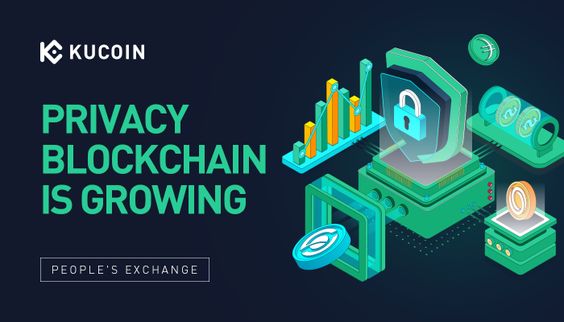 KUCOIN
PRIVACY
BLOCKCHAIN
IS GROWING
PEOPLE'S EXCHANGE